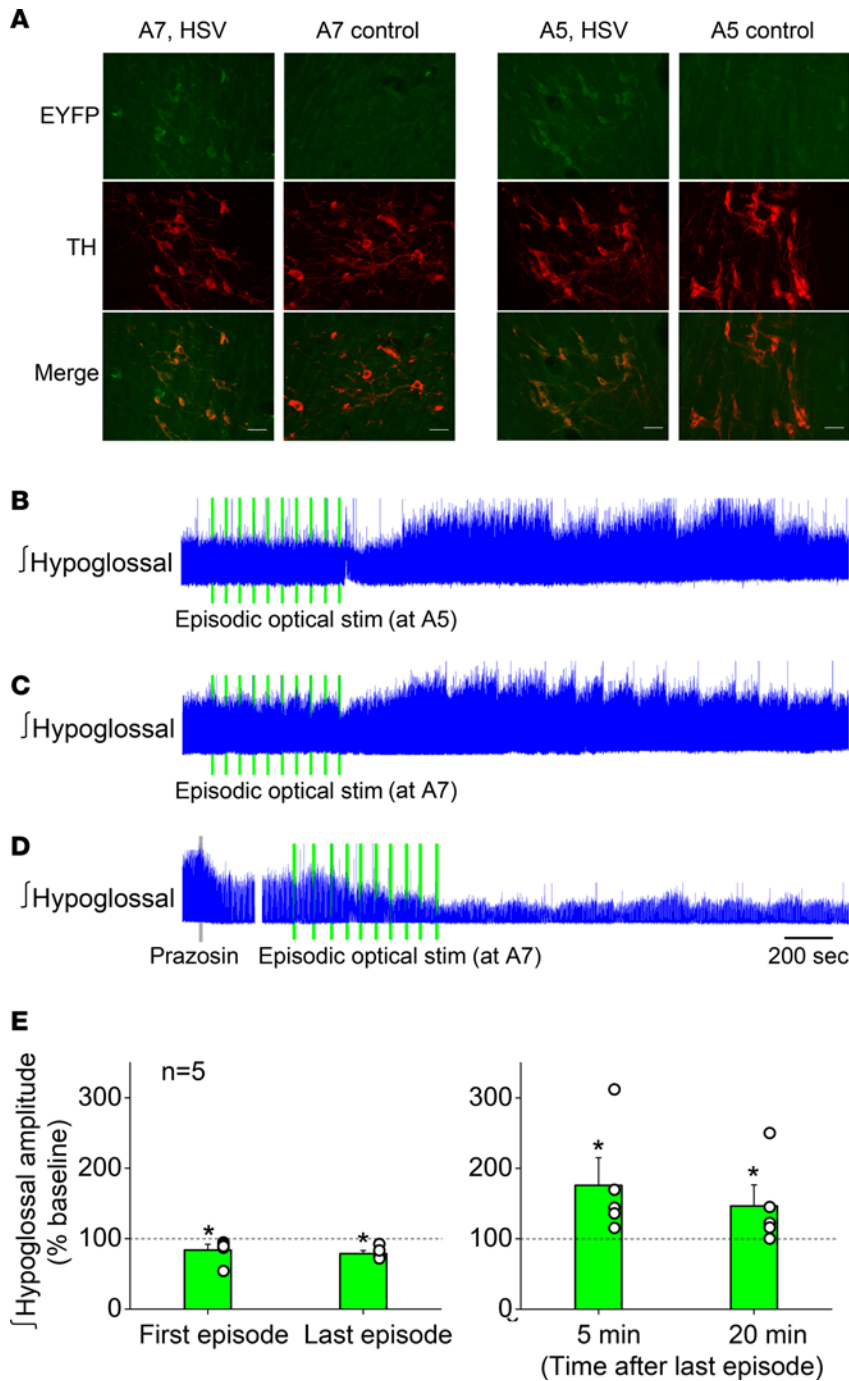 A
A7, HSV
A7 control
A5, HSV
A5 control
EYFP
TH
Merge
B
∫Hypoglossal
Episodic optical stim (at A5)
C
∫Hypoglossal
Episodic optical stim (at A7)
D
∫Hypoglossal
Prazosin
Episodic optical stim (at A7)
200 sec
E
∫Hypoglossal amplitude
(% baseline)
n=5
300
200
100
0
*
*
First episode
Last episode
300
200
100
0
*
*
5 min
20 min
(Time after last episode)